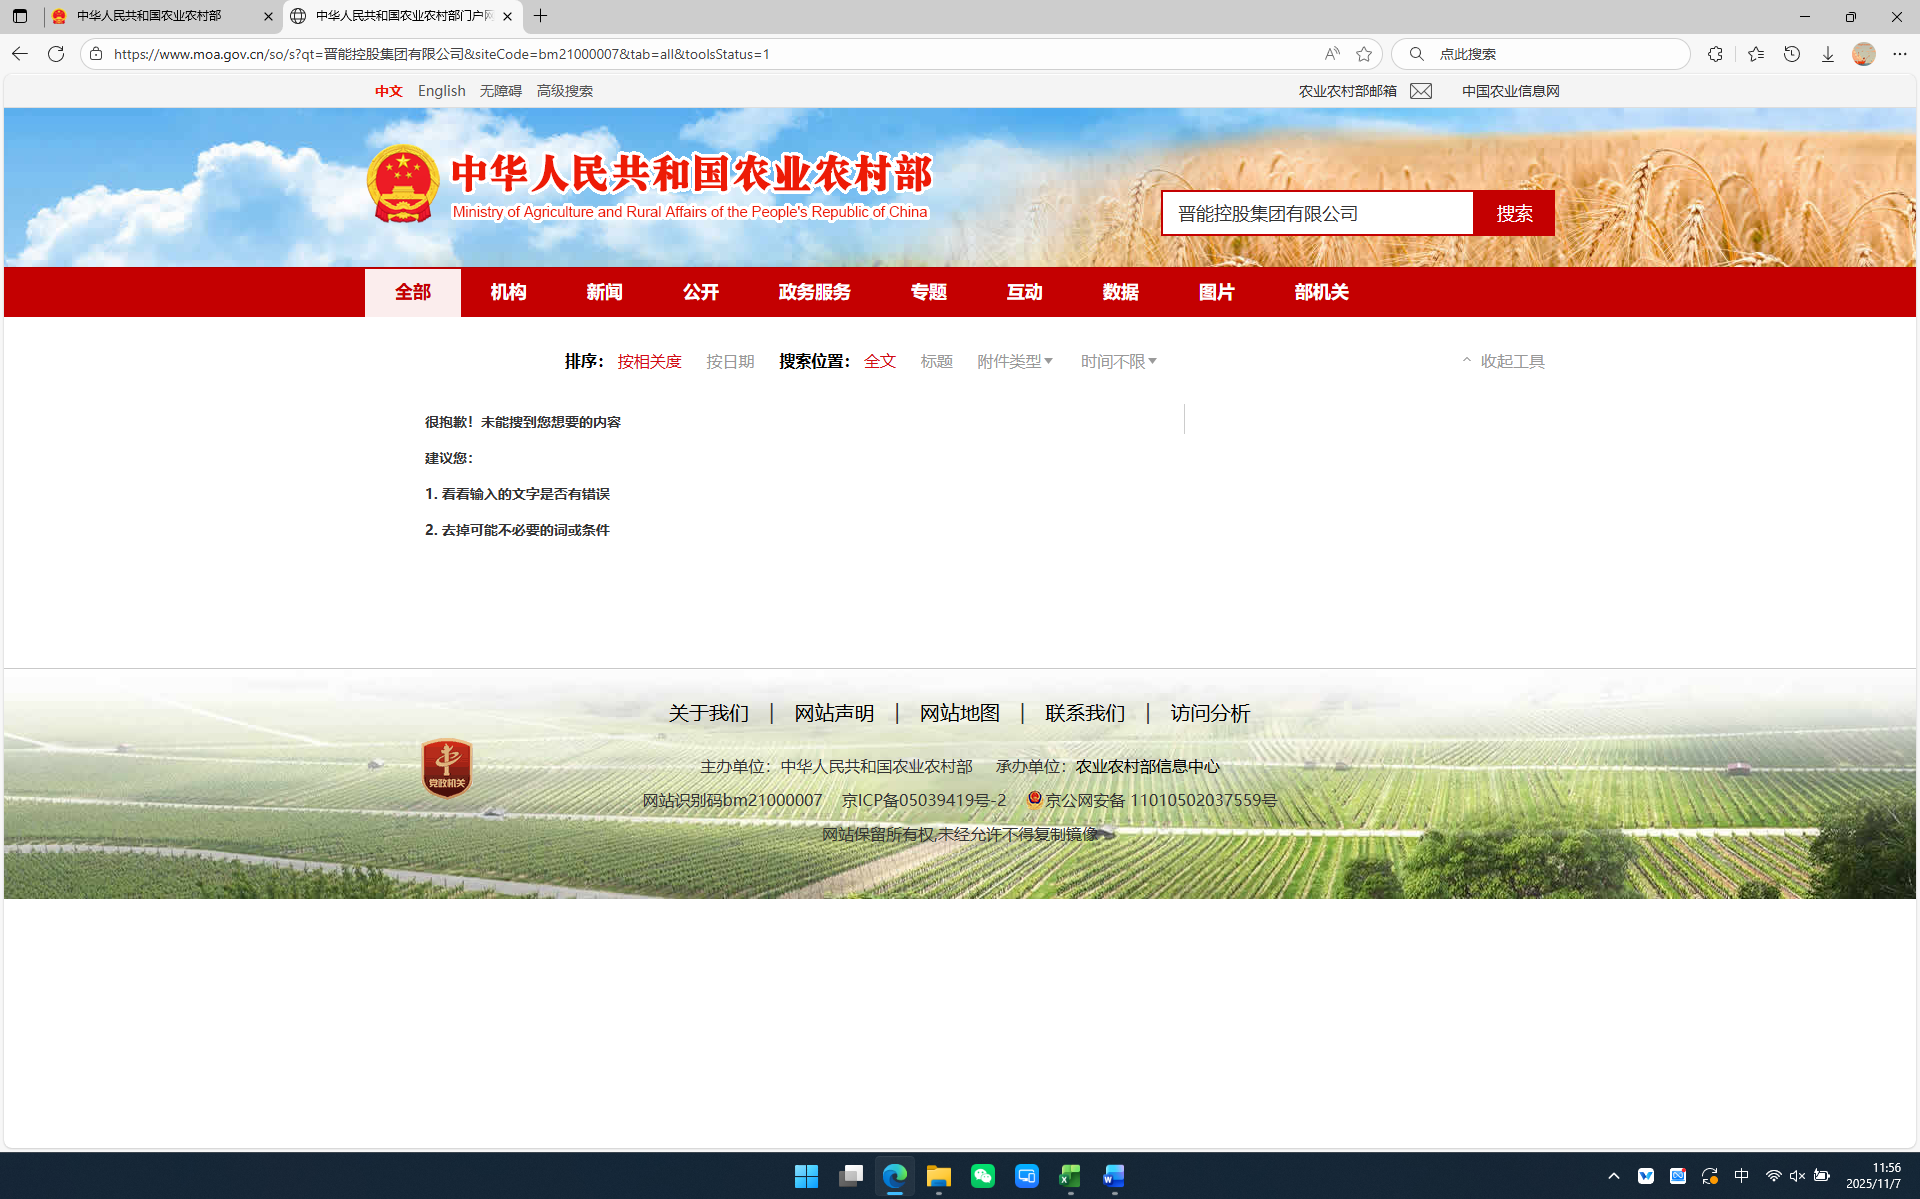 中华人民共和国农业农村部
中华人民共和国农业农村部门户网
https://www.moa.gov.cn/so/s?qt=晋能控股集团有限公司&siteCode=bm21000007&tab=all&toolsStatus=1
点此搜索
中文 English 无障碍 高级搜索
农业农村部邮箱 中国农业信息网
中华人民共和国农业农村部
Ministry of Agriculture and Rural Affairs of the People's Republic of China
晋能控股集团有限公司 搜索
全部 机构 新闻 公开 政务服务 专题 互动 数据 图片 部机关
排序： 按相关度 按日期 搜索位置： 全文 标题 附件类型 时间不限 收起工具
很抱歉！未能搜到您想要的内容
建议您：
1. 看看输入的文字是否有错误
2. 去掉可能不必要的词或条件
关于我们 | 网站声明 | 网站地图 | 联系我们 | 访问分析
党政机关
主办单位：中华人民共和国农业农村部 承办单位：农业农村部信息中心
网站识别码bm21000007 京ICP备05039419号-2 京公网安备 11010502037559号
网站保留所有权,未经允许不得复制镜像
中
11:56
2025/11/7